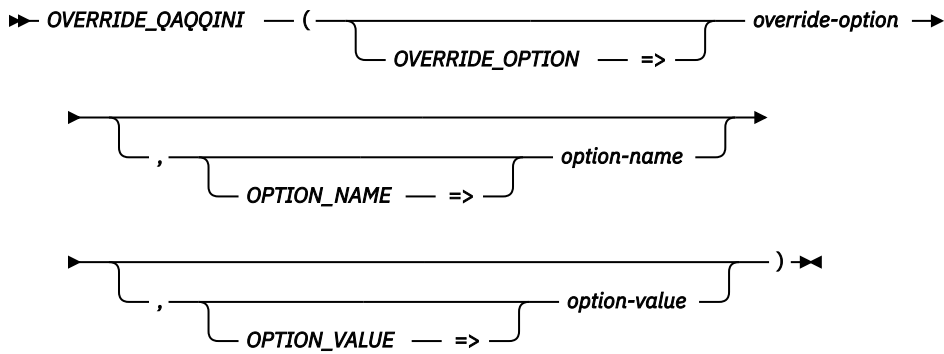 OVERRIDE_QAQQINI ( override-option
OVERRIDE_OPTION =>
, option-name
OPTION_NAME =>
, option-value )
OPTION_VALUE =>